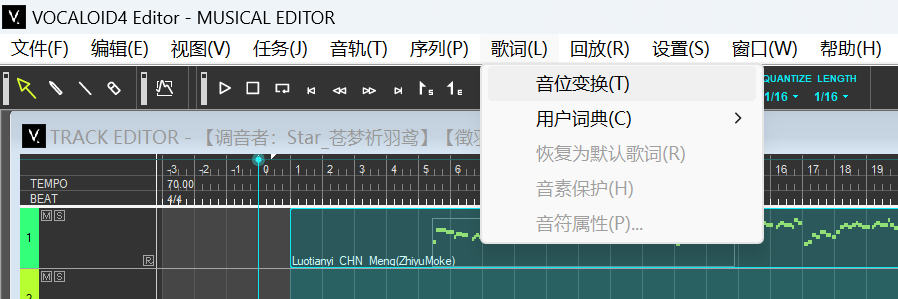 VOCALOID4 Editor - MUSICAL EDITOR
文件(F) 编辑(E) 视图(V) 任务(J) 音轨(T) 序列(P) 歌词(L) 回放(R) 设置(S) 窗口(W) 帮助(H)
QUANTIZE LENGTH
1/16 1/16
音位变换(T)
用户词典(C)
恢复为默认歌词(R)
音素保护(H)
音符属性(P)...
TRACK EDITOR - 【调音者：Star_苍梦祈羽鸢】【徵羽
-3 -2 -1 0 1 2 3 4 5 6 16 17 18 19
TEMPO 70.00
BEAT 4/4
1 M S
R
Luotianyi_CHN_Meng(ZhiyuMoke)
2 M S